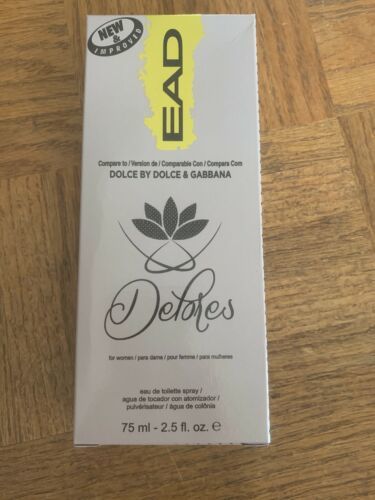 NEW
&
IMPROVED
EAD
Compare to / Version de / Comparable Con / Compara Com
DOLCE BY DOLCE & GABBANA
Delores
for women / para dama / pour femme / para mulheres
eau de toilette spray /
agua de tocador con atomizador /
pulvérisateur / àgua de colônia
75 ml - 2.5 fl. oz. ℮